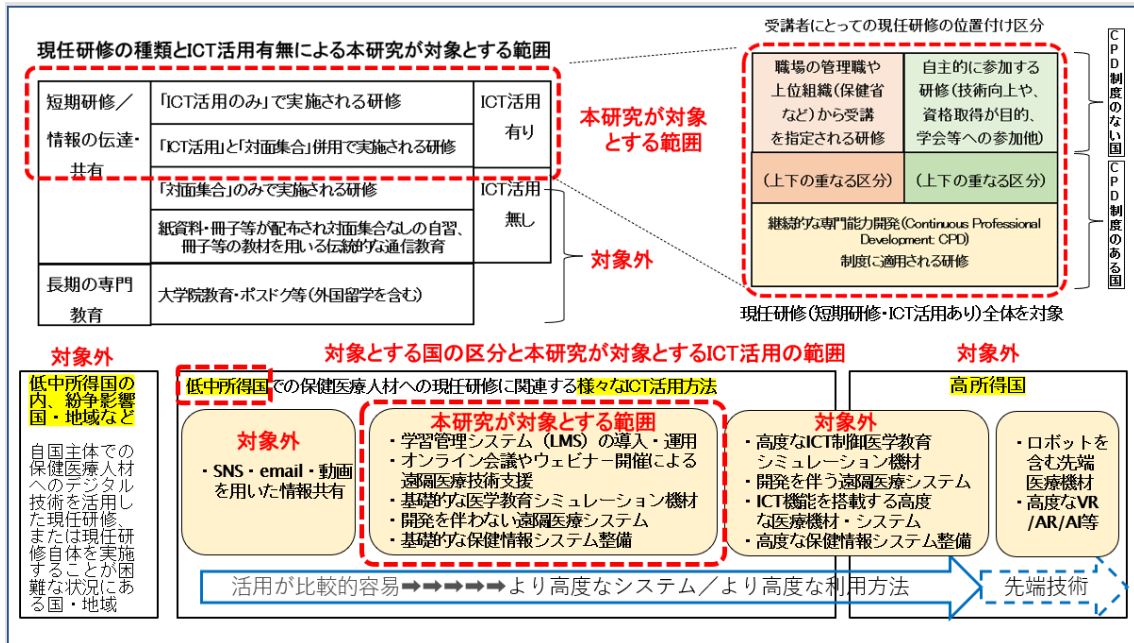 現任研修の種類とICT活用有無による本研究が対象とする範囲
短期研修／
情報の伝達・
共有
「ICT活用のみ」で実施される研修
「ICT活用」と「対面集合」併用で実施される研修
ICT活用
有り
「対面集合」のみで実施される研修
紙資料・冊子等が配布され対面集合なしの自習、
冊子等の教材を用いる伝統的な通信教育
ICT活用
無し
長期の専門
教育
大学院教育・ポスドク等(外国留学を含む)
本研究が対象
とする範囲
対象外
受講者にとっての現任研修の位置付け区分
職場の管理職や
上位組織(保健省
など)から受講
を指定される研修
自主的に参加する
研修(技術向上や、
資格取得が目的、
学会等への参加他)
(上下の重なる区分)
(上下の重なる区分)
継続的な専門能力開発(Continuous Professional
Development: CPD)
制度に適用される研修
CPD制度のない国
CPD制度のある国
現任研修(短期研修・ICT活用あり)全体を対象
対象外
低中所得国の
内、紛争影響
国・地域など
自国主体での
保健医療人材
へのデジタル
技術を活用し
た現任研修、
または現任研
修自体を実施
することが困
難な状況にあ
る国・地域
対象とする国の区分と本研究が対象とするICT活用の範囲
低中所得国での保健医療人材への現任研修に関連する様々なICT活用方法
対象外
・SNS・email・動画
を用いた情報共有
本研究が対象とする範囲
・学習管理システム（LMS）の導入・運用
・オンライン会議やウェビナー開催による
遠隔医療技術支援
・基礎的な医学教育シミュレーション機材
・開発を伴わない遠隔医療システム
・基礎的な保健情報システム整備
対象外
・高度なICT制御医学教育
シミュレーション機材
・開発を伴う遠隔医療システム
・ICT機能を搭載する高度
な医療機材・システム
・高度な保健情報システム整備
対象外
高所得国
・ロボットを
含む先端
医療機材
・高度なVR
/AR/AI等
活用が比較的容易➡➡➡➡➡より高度なシステム／より高度な利用方法
先端技術